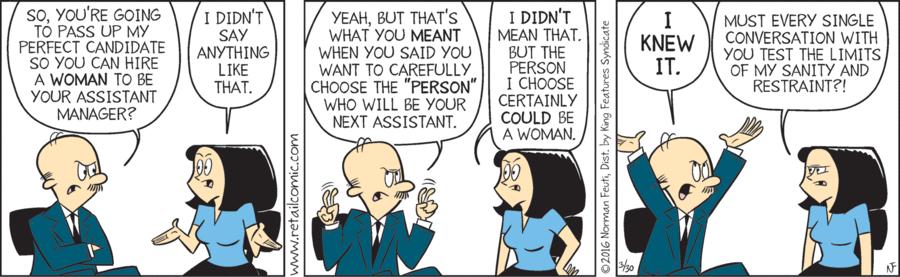 SO, YOU'RE GOING
TO PASS UP MY
PERFECT CANDIDATE
SO YOU CAN HIRE
A WOMAN TO BE
YOUR ASSISTANT
MANAGER?
I DIDN'T
SAY
ANYTHING
LIKE
THAT.
www.retailcomic.com
YEAH, BUT THAT'S
WHAT YOU MEANT
WHEN YOU SAID YOU
WANT TO CAREFULLY
CHOOSE THE "PERSON"
WHO WILL BE YOUR
NEXT ASSISTANT.
I DIDN'T
MEAN THAT.
BUT THE
PERSON
I CHOOSE
CERTAINLY
COULD BE
A WOMAN.
©2016 Norman Feuti, Dist. by King Features Syndicate
I
KNEW
IT.
MUST EVERY SINGLE
CONVERSATION WITH
YOU TEST THE LIMITS
OF MY SANITY AND
RESTRAINT?!
3/30
NF